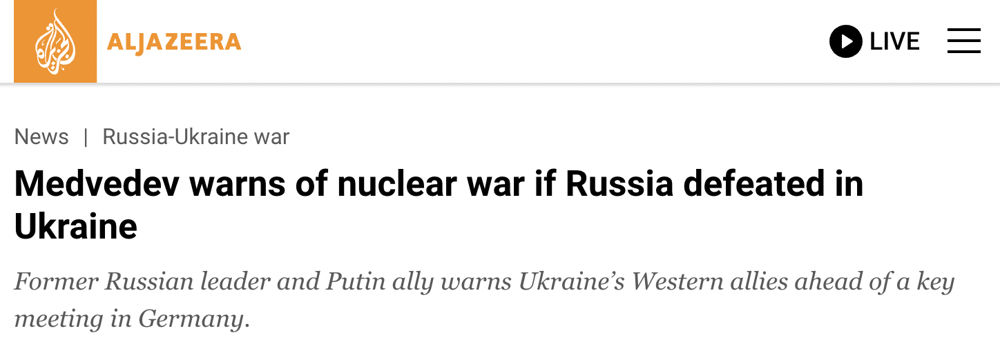 ALJAZEERA
LIVE
News | Russia-Ukraine war
Medvedev warns of nuclear war if Russia defeated in
Ukraine
Former Russian leader and Putin ally warns Ukraine’s Western allies ahead of a key
meeting in Germany.